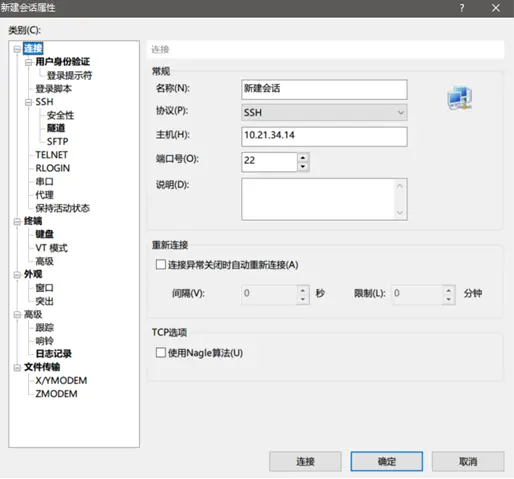 新建会话属性
?
类别(C):
连接
用户身份验证
登录提示符
登录脚本
SSH
安全性
隧道
SFTP
TELNET
RLOGIN
串口
代理
保持活动状态
终端
键盘
VT 模式
高级
外观
窗口
突出
高级
跟踪
响铃
日志记录
文件传输
X/YMODEM
ZMODEM
连接
常规
名称(N): 新建会话
协议(P): SSH
主机(H): 10.21.34.14
端口号(O): 22
说明(D):
重新连接
连接异常关闭时自动重新连接(A)
间隔(V): 0 秒 限制(L): 0 分钟
TCP选项
使用Nagle算法(U)
连接 确定 取消